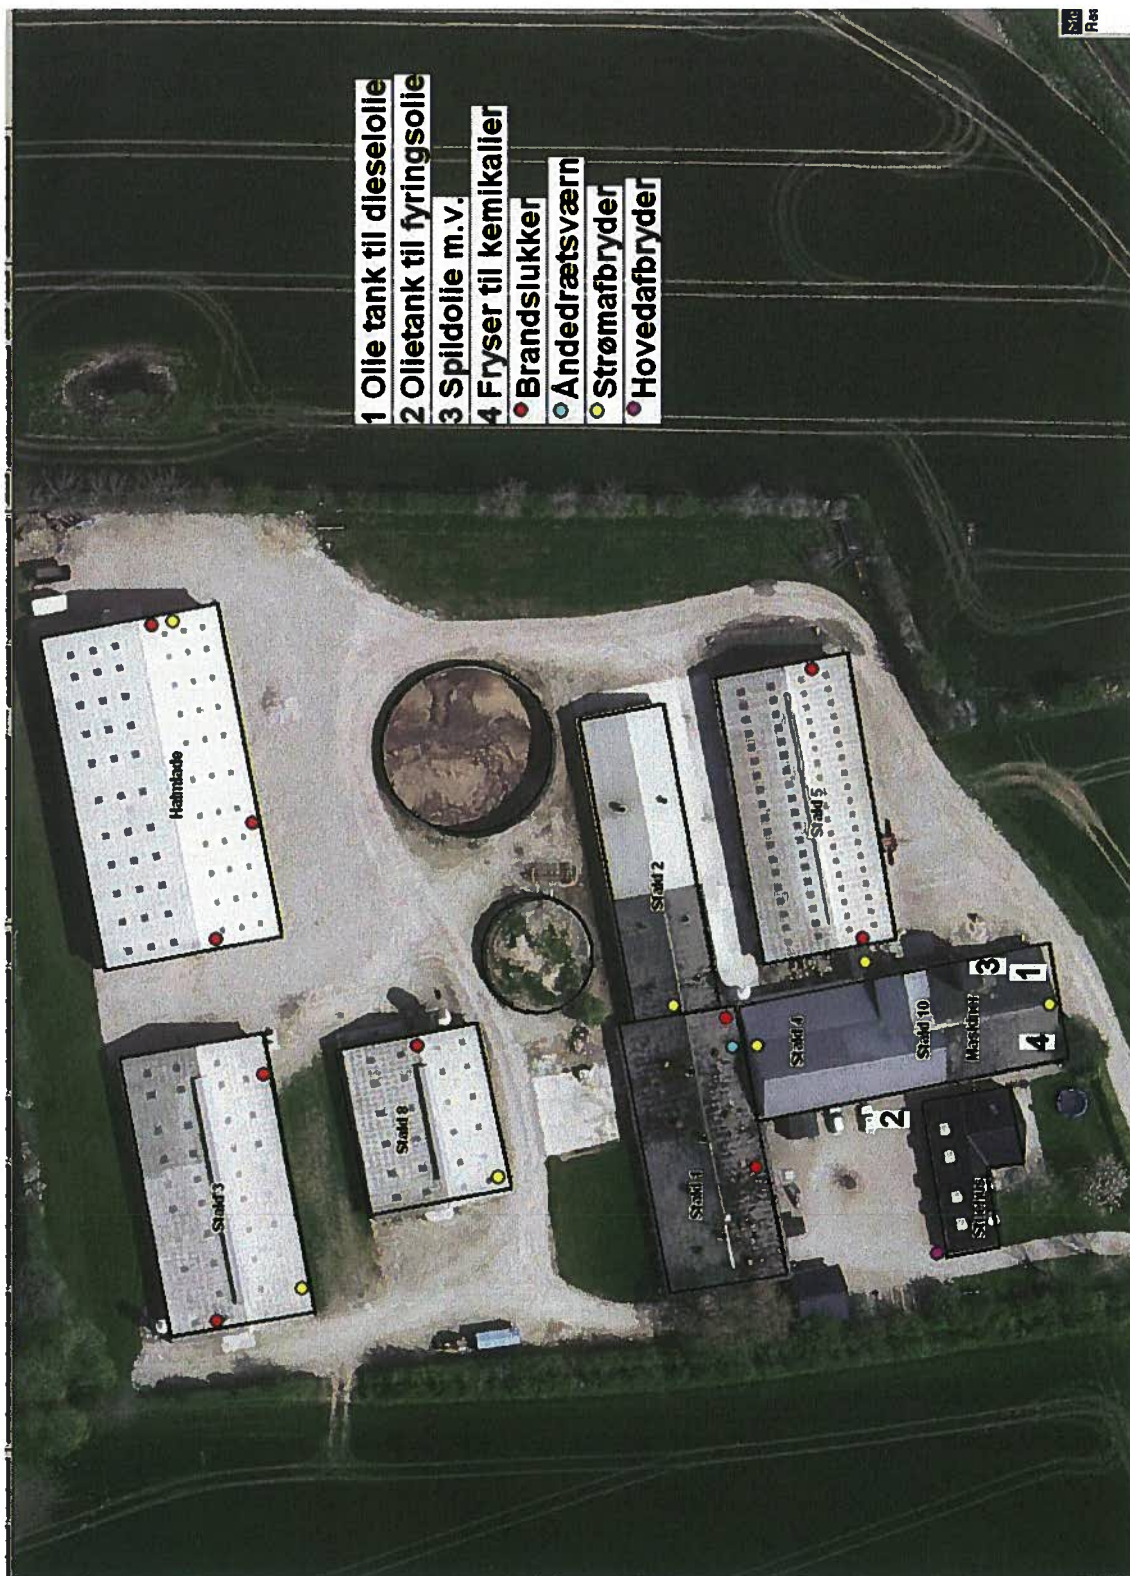 1 Olie tank til dieselolie
2 Olietank til fyringsolie
3 Spildolie m.v.
4 Fryser til kemikalier
Brandslukker
Åndedrætsværn
Strømafbryder
Hovedafbryder
Halmlade
Stald 3
Stald 8
Stald 2
Stald 5
Stald 1
Stald 4
Stald 10
Maskiner
Stuehus
3
1
4
2